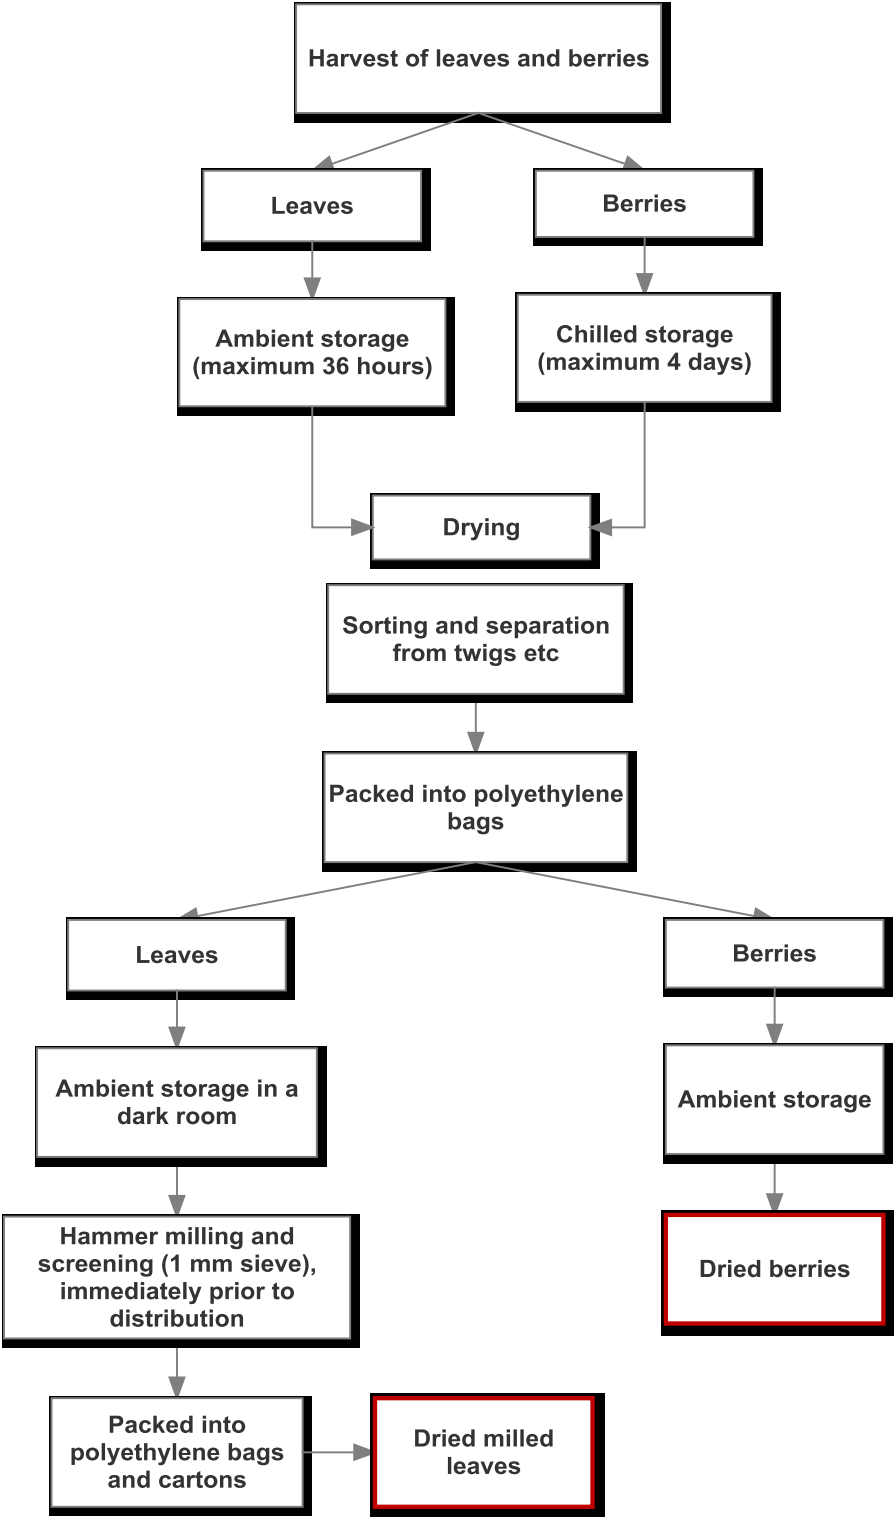 Harvest of leaves and berries
Leaves
Berries
Ambient storage
(maximum 36 hours)
Chilled storage
(maximum 4 days)
Drying
Sorting and separation
from twigs etc
Packed into polyethylene
bags
Leaves
Berries
Ambient storage in a
dark room
Ambient storage
Hammer milling and
screening (1 mm sieve),
immediately prior to
distribution
Dried berries
Packed into
polyethylene bags
and cartons
Dried milled
leaves